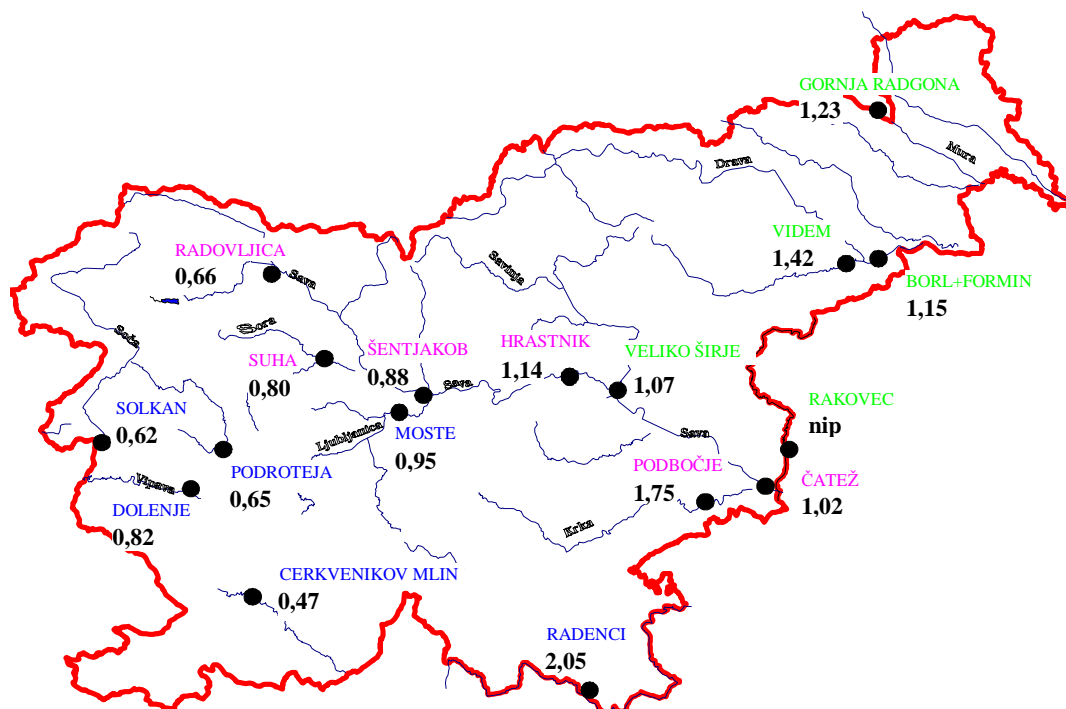 GORNJA RADGONA
1,23
Mura
Drava
VIDEM
1,42
BORL+FORMIN
1,15
RADOVLJICA
0,66
Sava
Savinja
Soča
Sora
SUHA
0,80
ŠENTJAKOB
0,88
Sava
HRASTNIK
1,14
VELIKO ŠIRJE
1,07
RAKOVEC
nip
SOLKAN
0,62
Ljubljanica
MOSTE
0,95
Sava
PODROTEJA
0,65
Vipava
DOLENJE
0,82
PODBOČJE
1,75
ČATEŽ
1,02
Krka
CERKVENIKOV MLIN
0,47
RADENCI
2,05